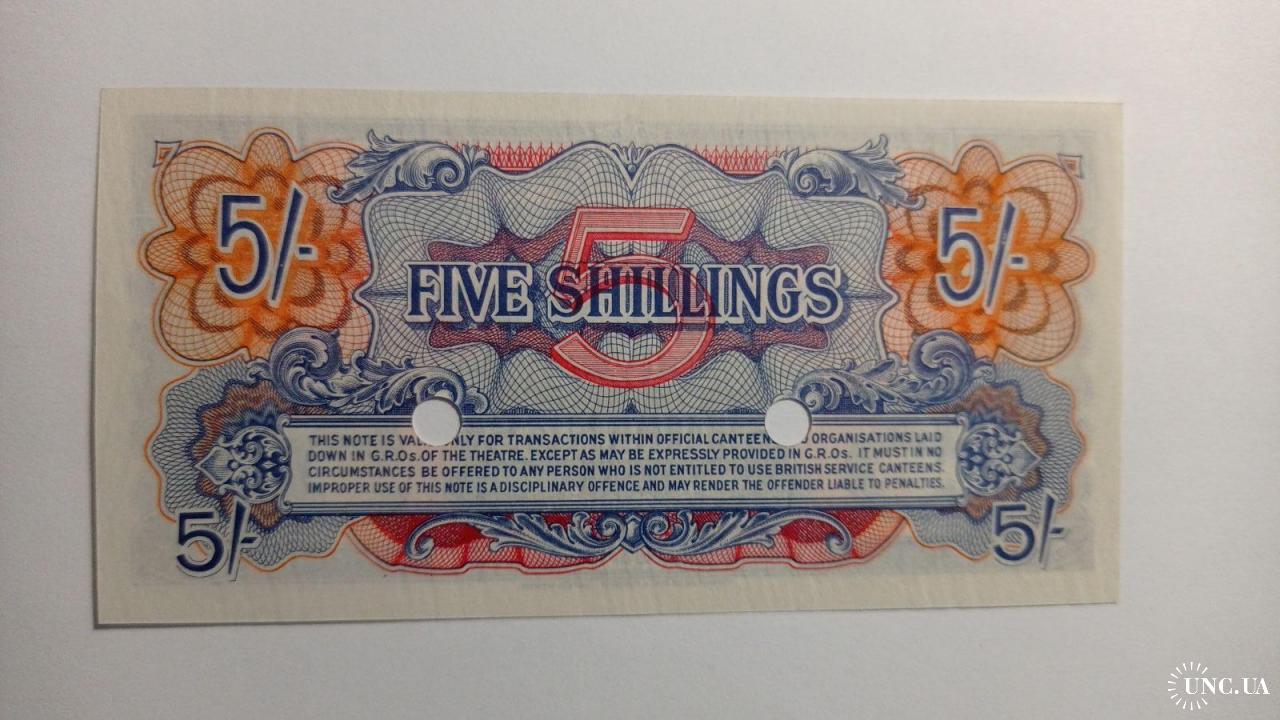 5/-
5/-
5
FIVE SHILLINGS
THIS NOTE IS ONLY FOR TRANSACTIONS WITHIN OFFICIAL CANTEEN ORGANISATIONS LAID
DOWN IN G.R.Os. OF THE THEATRE. EXCEPT AS MAY BE EXPRESSLY PROVIDED IN G.R.Os. IT MUST IN NO
CIRCUMSTANCES BE OFFERED TO ANY PERSON WHO IS NOT ENTITLED TO USE BRITISH SERVICE CANTEENS.
IMPROPER USE OF THIS NOTE IS A DISCIPLINARY OFFENCE AND MAY RENDER THE OFFENDER LIABLE TO PENALTIES.
5/-
5/-
UNC.UA